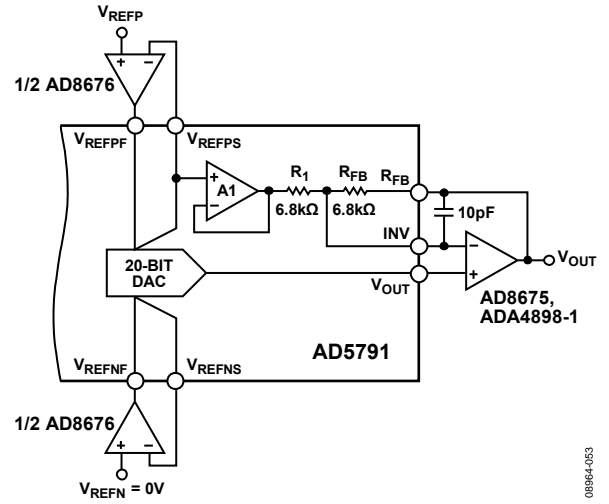 VREFP
1/2 AD8676
VREFPF
VREFPS
A1
R1
6.8kΩ
RFB
6.8kΩ
RFB
10pF
INV
20-BIT
DAC
VOUT
VOUT
AD8675,
ADA4898-1
AD5791
VREFNF
VREFNS
1/2 AD8676
VREFN = 0V
08964-053